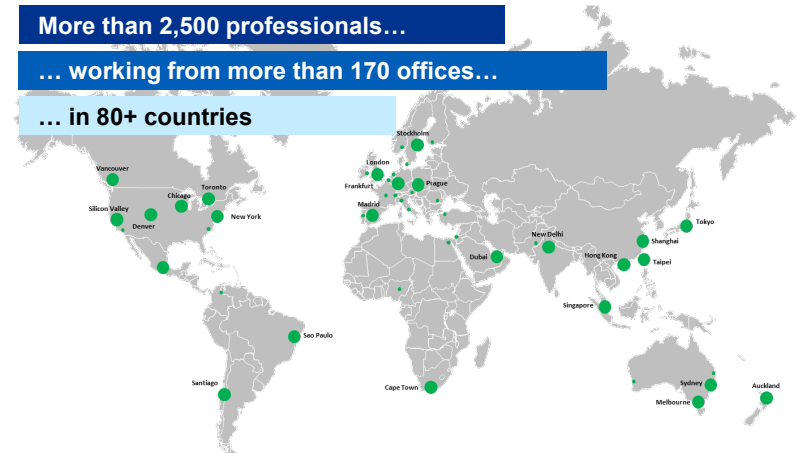 More than 2,500 professionals…
… working from more than 170 offices…
… in 80+ countries
Stockholm
London
Vancouver
Frankfurt
Prague
Chicago
Toronto
Silicon Valley
Madrid
New York
Tokyo
Denver
New Delhi
Shanghai
Dubai
Hong Kong
Taipei
Singapore
Sao Paulo
Santiago
Cape Town
Sydney
Auckland
Melbourne